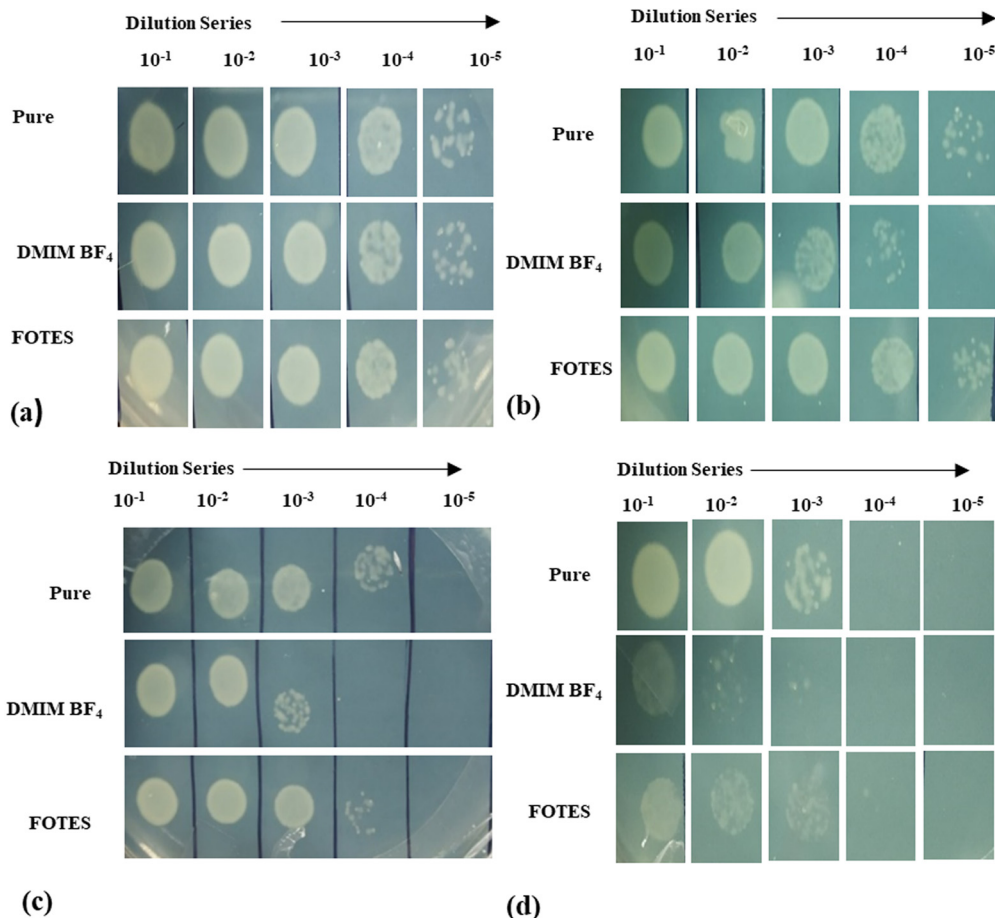 Dilution Series
10⁻¹ 10⁻² 10⁻³ 10⁻⁴ 10⁻⁵
Pure
DMIM BF₄
FOTES
(a)
Dilution Series
10⁻¹ 10⁻² 10⁻³ 10⁻⁴ 10⁻⁵
Pure
DMIM BF₄
FOTES
(b)
Dilution Series
10⁻¹ 10⁻² 10⁻³ 10⁻⁴ 10⁻⁵
Pure
DMIM BF₄
FOTES
(c)
Dilution Series
10⁻¹ 10⁻² 10⁻³ 10⁻⁴ 10⁻⁵
Pure
DMIM BF₄
FOTES
(d)